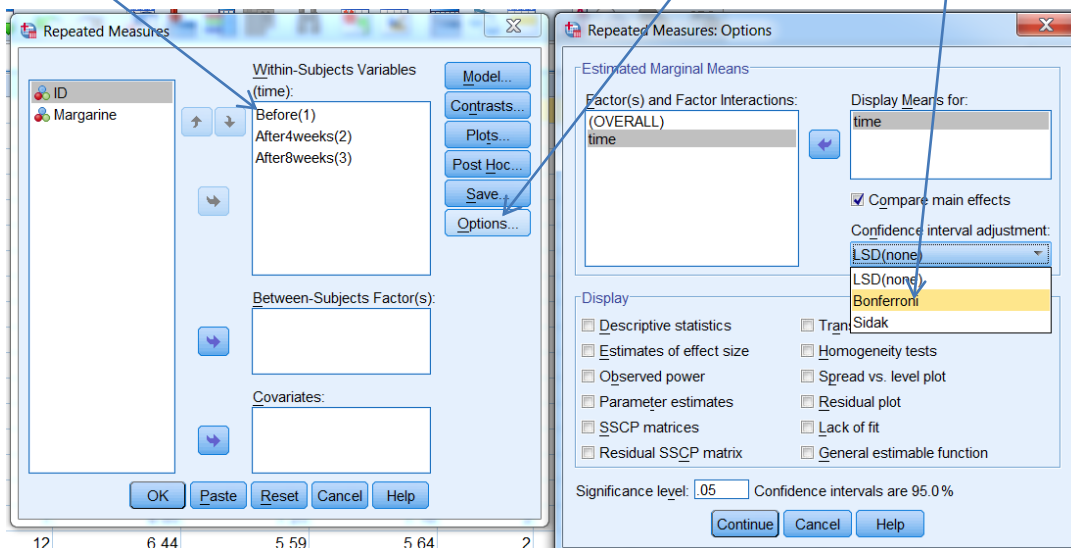 Repeated Measures
Within-Subjects Variables
(time):
ID
Margarine
Before(1)
After4weeks(2)
After8weeks(3)
Model...
Contrasts...
Plots...
Post Hoc...
Save...
Options...
Between-Subjects Factor(s):
Covariates:
OK Paste Reset Cancel Help
12 6.44 5.59 5.64 2
Repeated Measures: Options
Estimated Marginal Means
Factor(s) and Factor Interactions:
(OVERALL)
time
Display Means for:
time
Compare main effects
Confidence interval adjustment:
LSD(none)
LSD(none)
Bonferroni
Sidak
Display
Descriptive statistics
Estimates of effect size
Observed power
Parameter estimates
SSCP matrices
Residual SSCP matrix
Homogeneity tests
Spread vs. level plot
Residual plot
Lack of fit
General estimable function
Significance level: .05 Confidence intervals are 95.0%
Continue Cancel Help